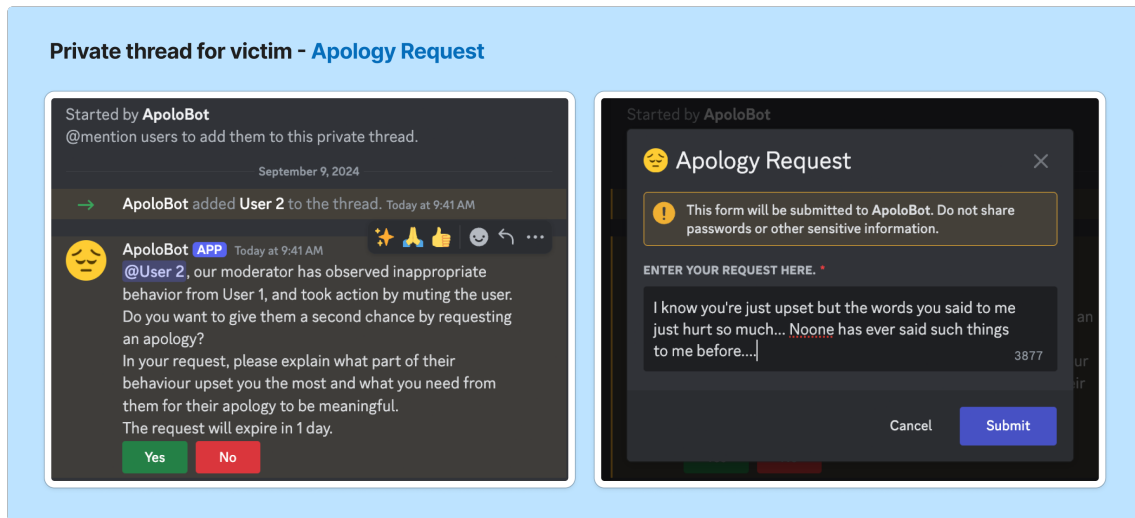 Private thread for victim - Apology Request
Started by ApoloBot
@mention users to add them to this private thread.
September 9, 2024
ApoloBot added User 2 to the thread. Today at 9:41 AM
ApoloBot APP Today at 9:41 AM
@User 2, our moderator has observed inappropriate
behavior from User 1, and took action by muting the user.
Do you want to give them a second chance by requesting
an apology?
In your request, please explain what part of their
behaviour upset you the most and what you need from
them for their apology to be meaningful.
The request will expire in 1 day.
Yes No
Started by ApoloBot
Apology Request
This form will be submitted to ApoloBot. Do not share
passwords or other sensitive information.
ENTER YOUR REQUEST HERE. *
I know you're just upset but the words you said to me
just hurt so much... Noone has ever said such things
to me before....
3877
Cancel Submit